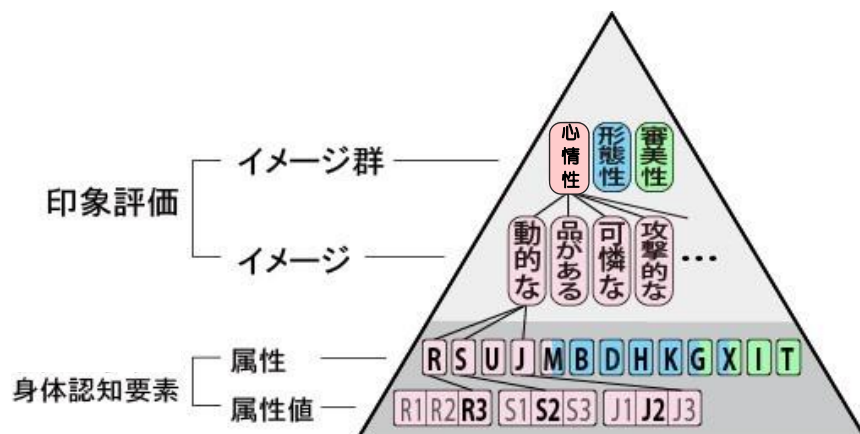 心情性 形態性 審美性
イメージ群
印象評価
動的な 品がある 可憐な 攻撃的な …
イメージ
属性 R S U J M B D H K G X I T
身体認知要素
属性値 R1 R2 R3 S1 S2 S3 J1 J2 J3